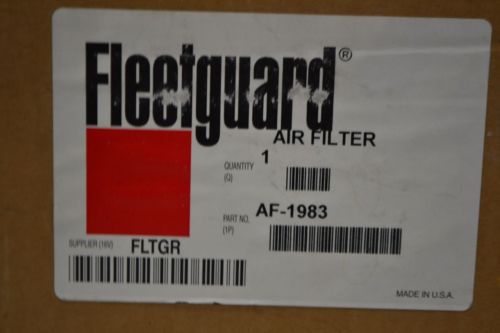 Fleetguard®
AIR FILTER
QUANTITY
(Q)
1
PART NO.
(1P)
AF-1983
SUPPLIER (16V)
FLTGR
MADE IN U.S.A.